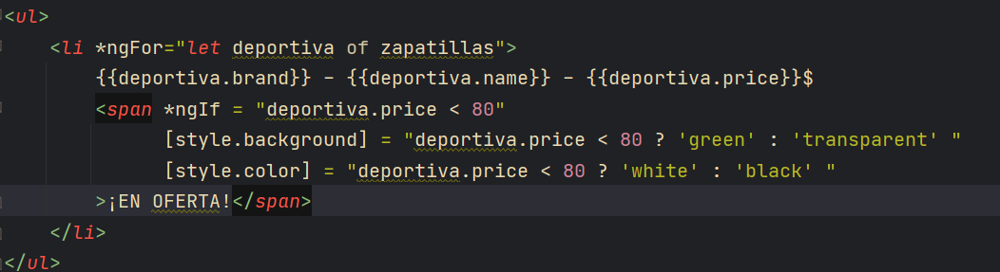 <ul>
<li *ngFor="let deportiva of zapatillas">
{{deportiva.brand}} - {{deportiva.name}} - {{deportiva.price}}$
<span *ngIf = "deportiva.price < 80"
[style.background] = "deportiva.price < 80 ? 'green' : 'transparent' "
[style.color] = "deportiva.price < 80 ? 'white' : 'black' "
>¡EN OFERTA!</span>
</li>
</ul>